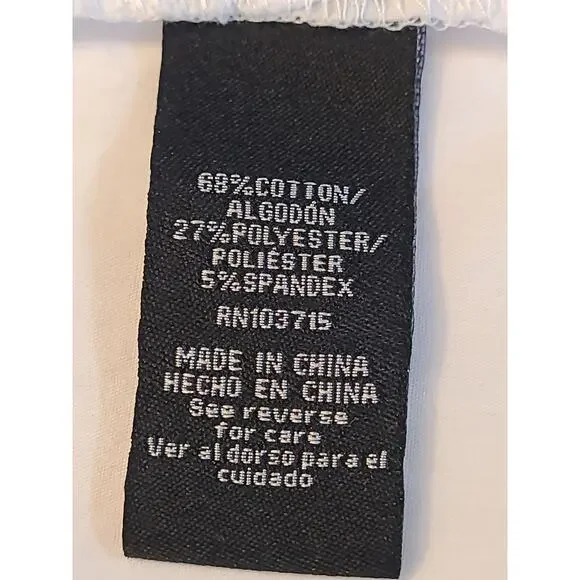 68%COTTON/
ALGODÓN
27%POLYESTER/
POLIÉSTER
5%SPANDEX
RN103715
MADE IN CHINA
HECHO EN CHINA
See reverse
for care
Ver al dorso para el
cuidado